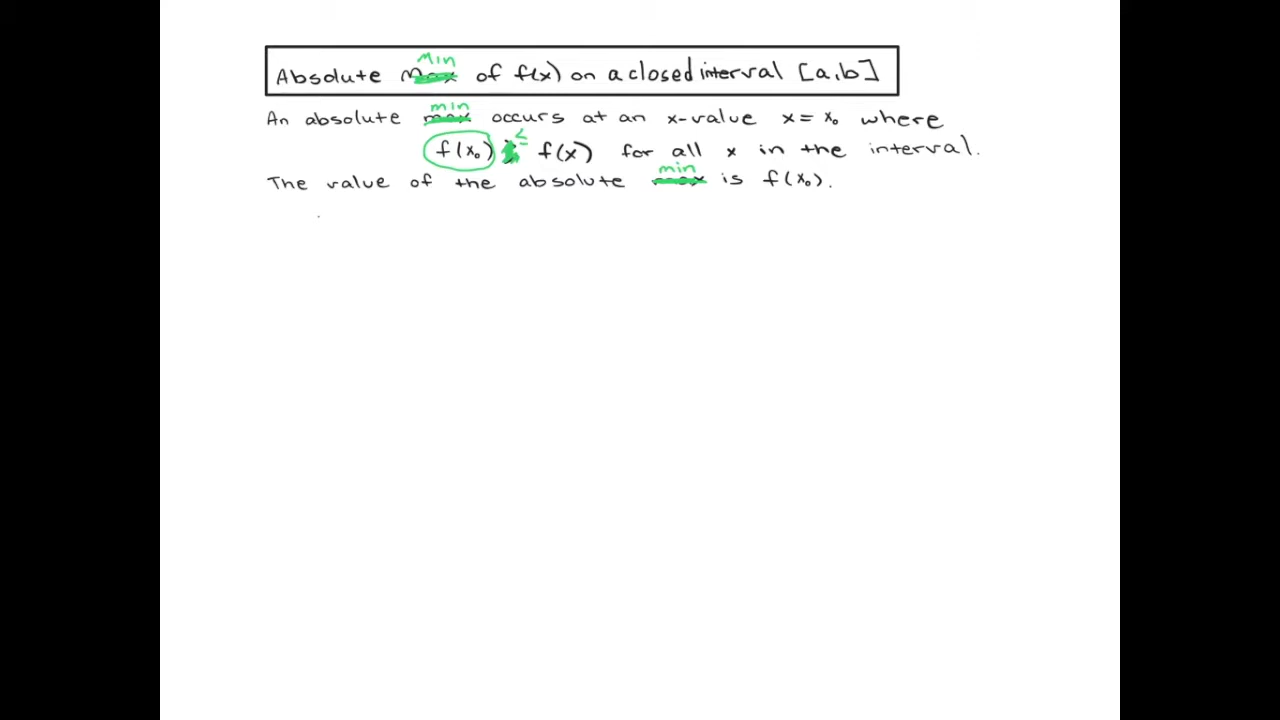 Absolute Min of f(x) on a closed interval [a,b]
An absolute min occurs at an x-value x = x₀ where
f(x₀) ≤ f(x) for all x in the interval.
The value of the absolute min is f(x₀).